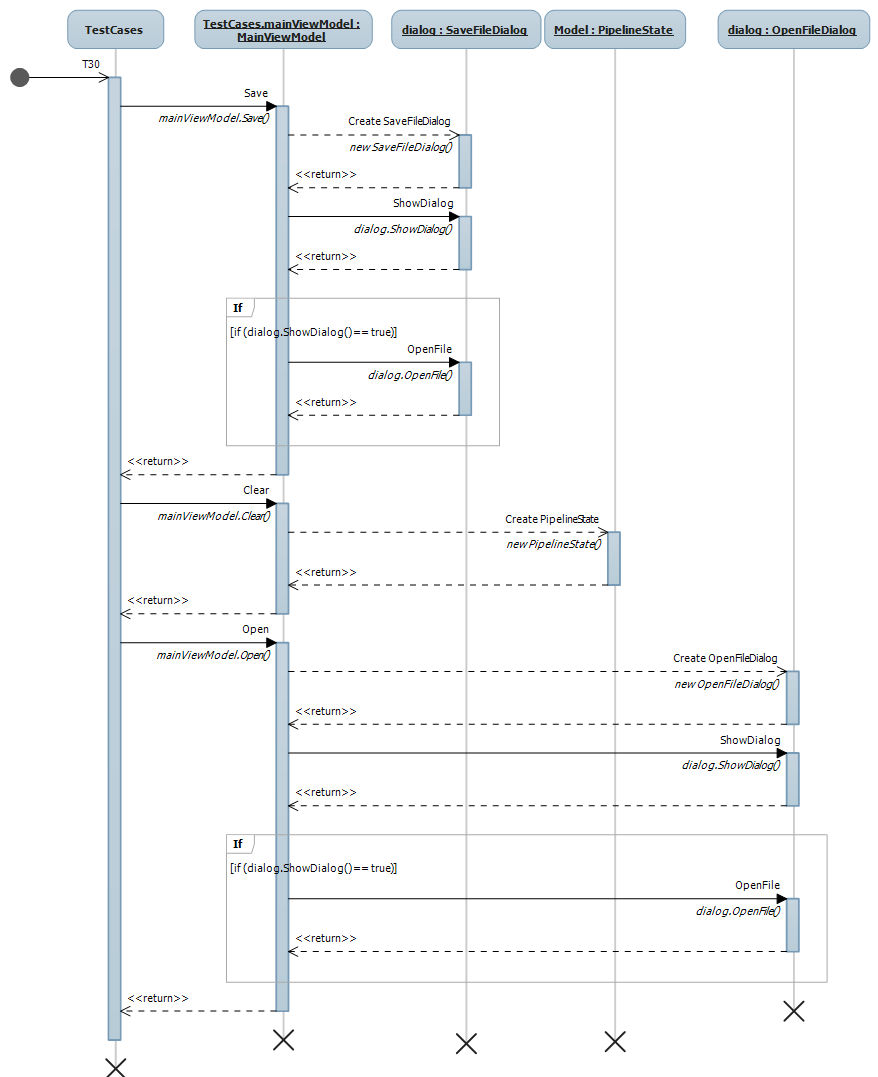 TestCases
TestCases.mainViewModel :
MainViewModel
dialog : SaveFileDialog
Model : PipelineState
dialog : OpenFileDialog
T30
Save
mainViewModel.Save()
Create SaveFileDialog
new SaveFileDialog()
<<return>>
ShowDialog
dialog.ShowDialog()
<<return>>
If
[if (dialog.ShowDialog()== true)]
OpenFile
dialog.OpenFile()
<<return>>
<<return>>
Clear
mainViewModel.Clear()
Create PipelineState
new PipelineState()
<<return>>
<<return>>
Open
mainViewModel.Open()
Create OpenFileDialog
new OpenFileDialog()
<<return>>
ShowDialog
dialog.ShowDialog()
<<return>>
If
[if (dialog.ShowDialog()== true)]
OpenFile
dialog.OpenFile()
<<return>>
<<return>>